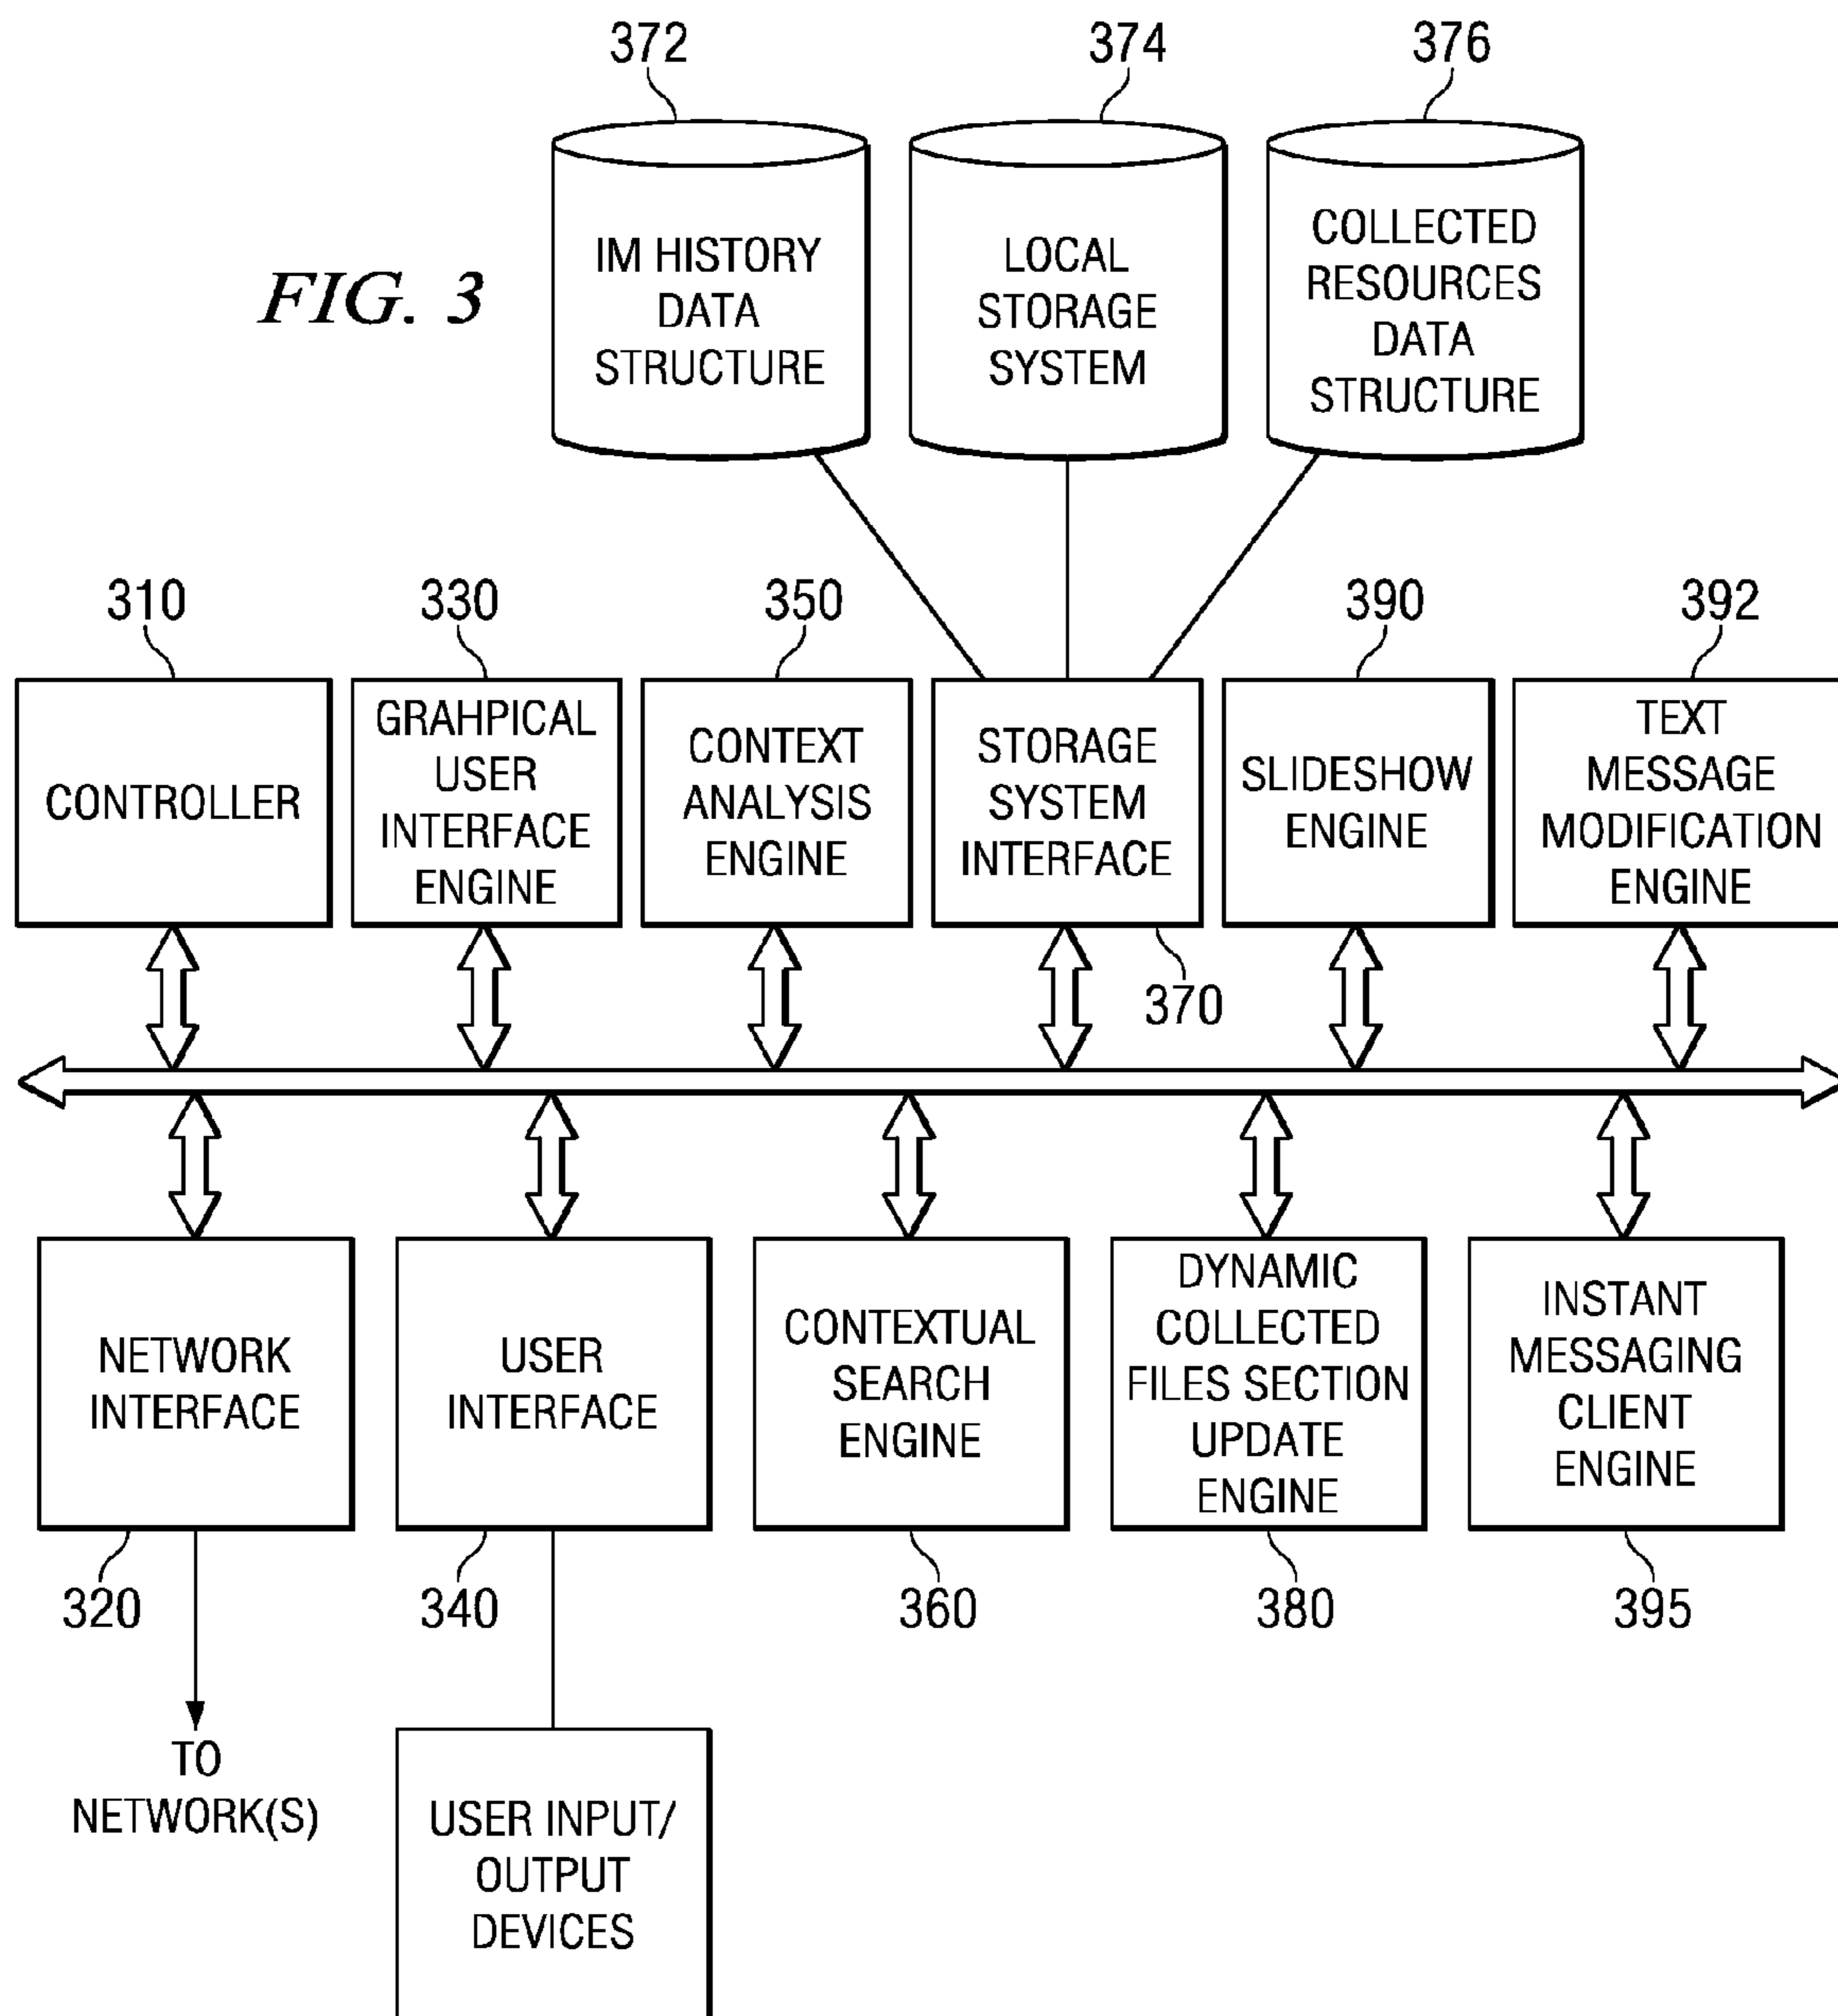 372
374
376
FIG. 3
IM HISTORY
DATA
STRUCTURE
LOCAL
STORAGE
SYSTEM
COLLECTED
RESOURCES
DATA
STRUCTURE
310
330
350
390
392
CONTROLLER
GRAHPICAL
USER
INTERFACE
ENGINE
CONTEXT
ANALYSIS
ENGINE
STORAGE
SYSTEM
INTERFACE
SLIDESHOW
ENGINE
TEXT
MESSAGE
MODIFICATION
ENGINE
370
NETWORK
INTERFACE
USER
INTERFACE
CONTEXTUAL
SEARCH
ENGINE
DYNAMIC
COLLECTED
FILES SECTION
UPDATE
ENGINE
INSTANT
MESSAGING
CLIENT
ENGINE
320
340
360
380
395
TO
NETWORK(S)
USER INPUT/
OUTPUT
DEVICES